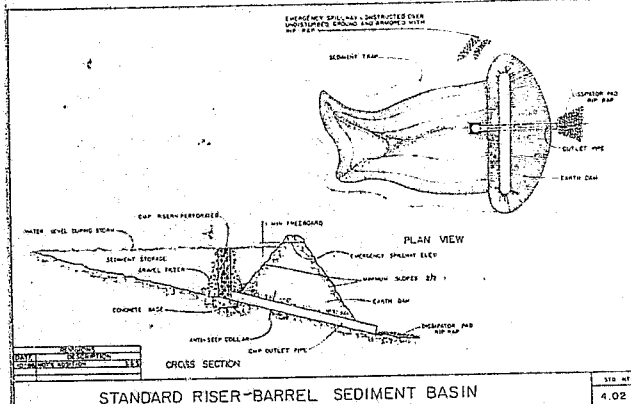 EMERGENCY SPILLWAY CONSTRUCTED OVER
UNDISTURBED GROUND AND ARMORED WITH
RIP RAP
SEDIMENT TRAP
DISSIPATOR PAD
RIP RAP
OUTLET PIPE
EARTH DAM
PLAN VIEW
CMP RISER PERFORATED
1' MIN FREEBOARD
WATER LEVEL DURING STORM
EMERGENCY SPILLWAY ELEV
SEDIMENT STORAGE
GRAVEL FILTER
MAXIMUM SLOPES 2/1
EARTH DAM
CONCRETE BASE
ANTI-SEEP COLLAR
DISSIPATOR PAD
RIP RAP
CMP OUTLET PIPE
CROSS SECTION
REVISIONS
DATE DESCRIPTION
ADDITION
STANDARD RISER-BARREL SEDIMENT BASIN
STD
4.02